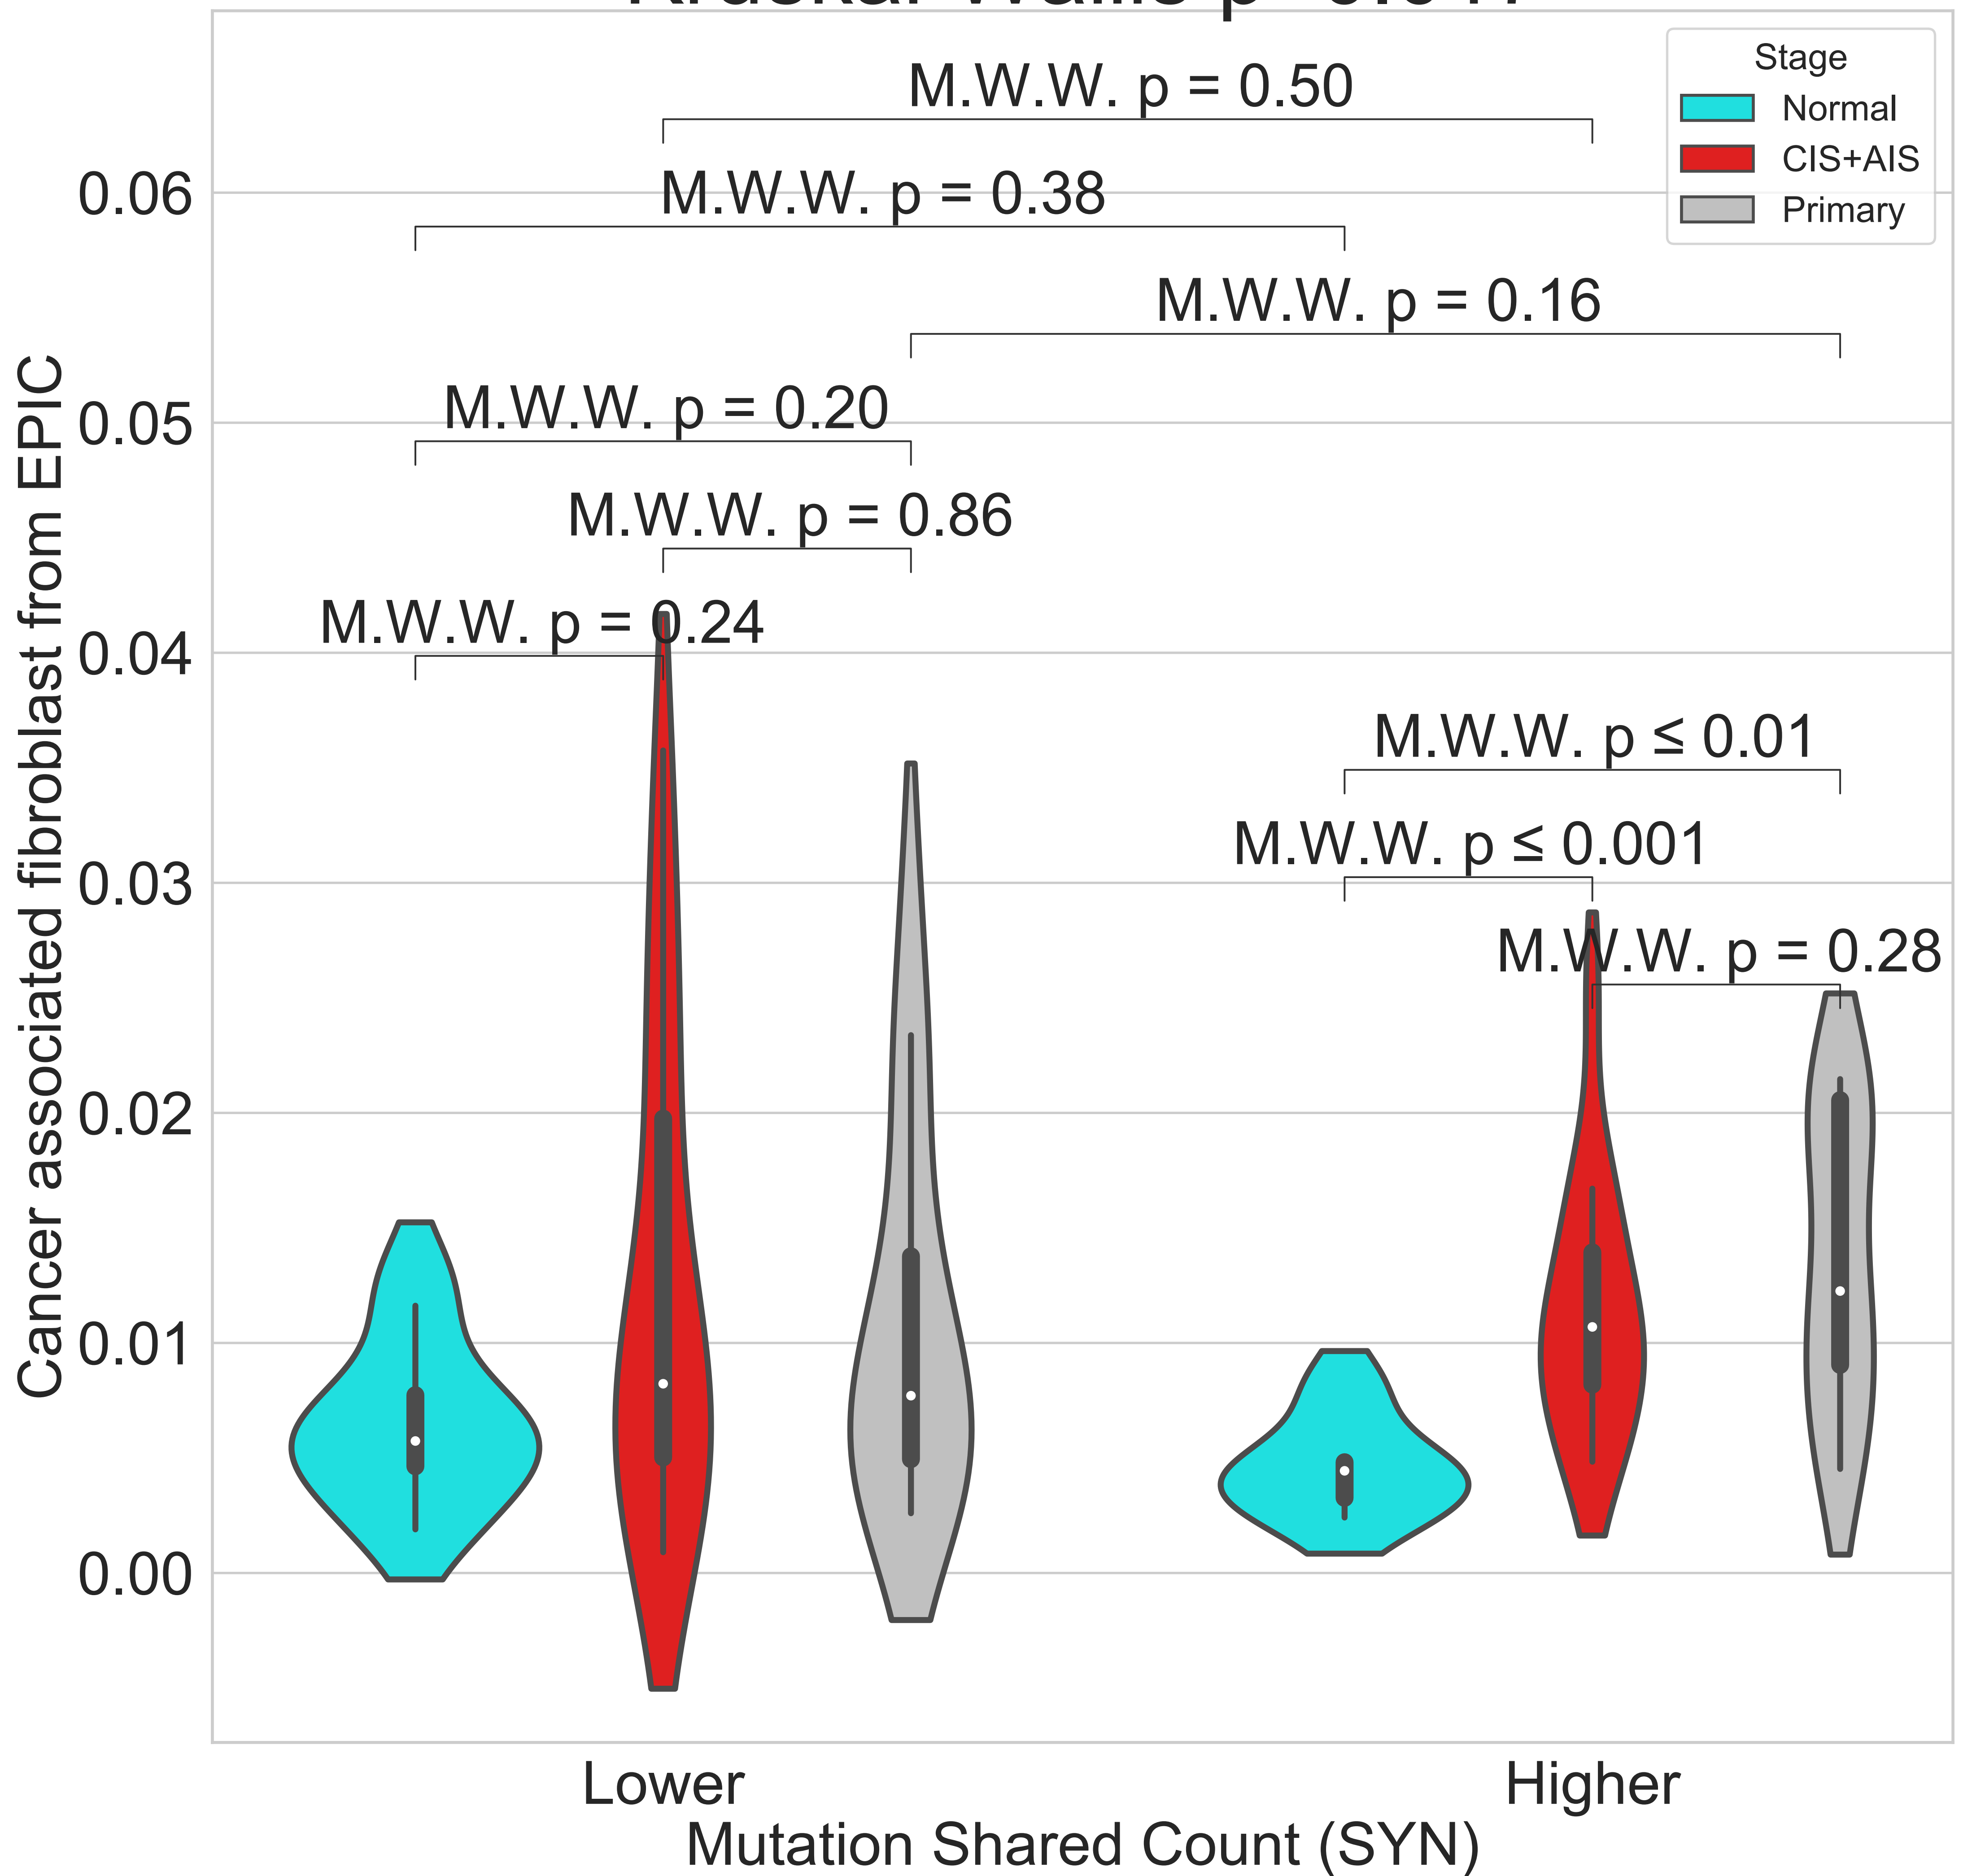 Stage
Normal
CIS+AIS
Primary
M.W.W. p = 0.50
M.W.W. p = 0.38
M.W.W. p = 0.16
M.W.W. p = 0.20
M.W.W. p = 0.86
M.W.W. p = 0.24
M.W.W. p ≤ 0.01
M.W.W. p ≤ 0.001
M.W.W. p = 0.28
Cancer associated fibroblast from EPIC
0.06
0.05
0.04
0.03
0.02
0.01
0.00
Lower
Higher
Mutation Shared Count (SYN)